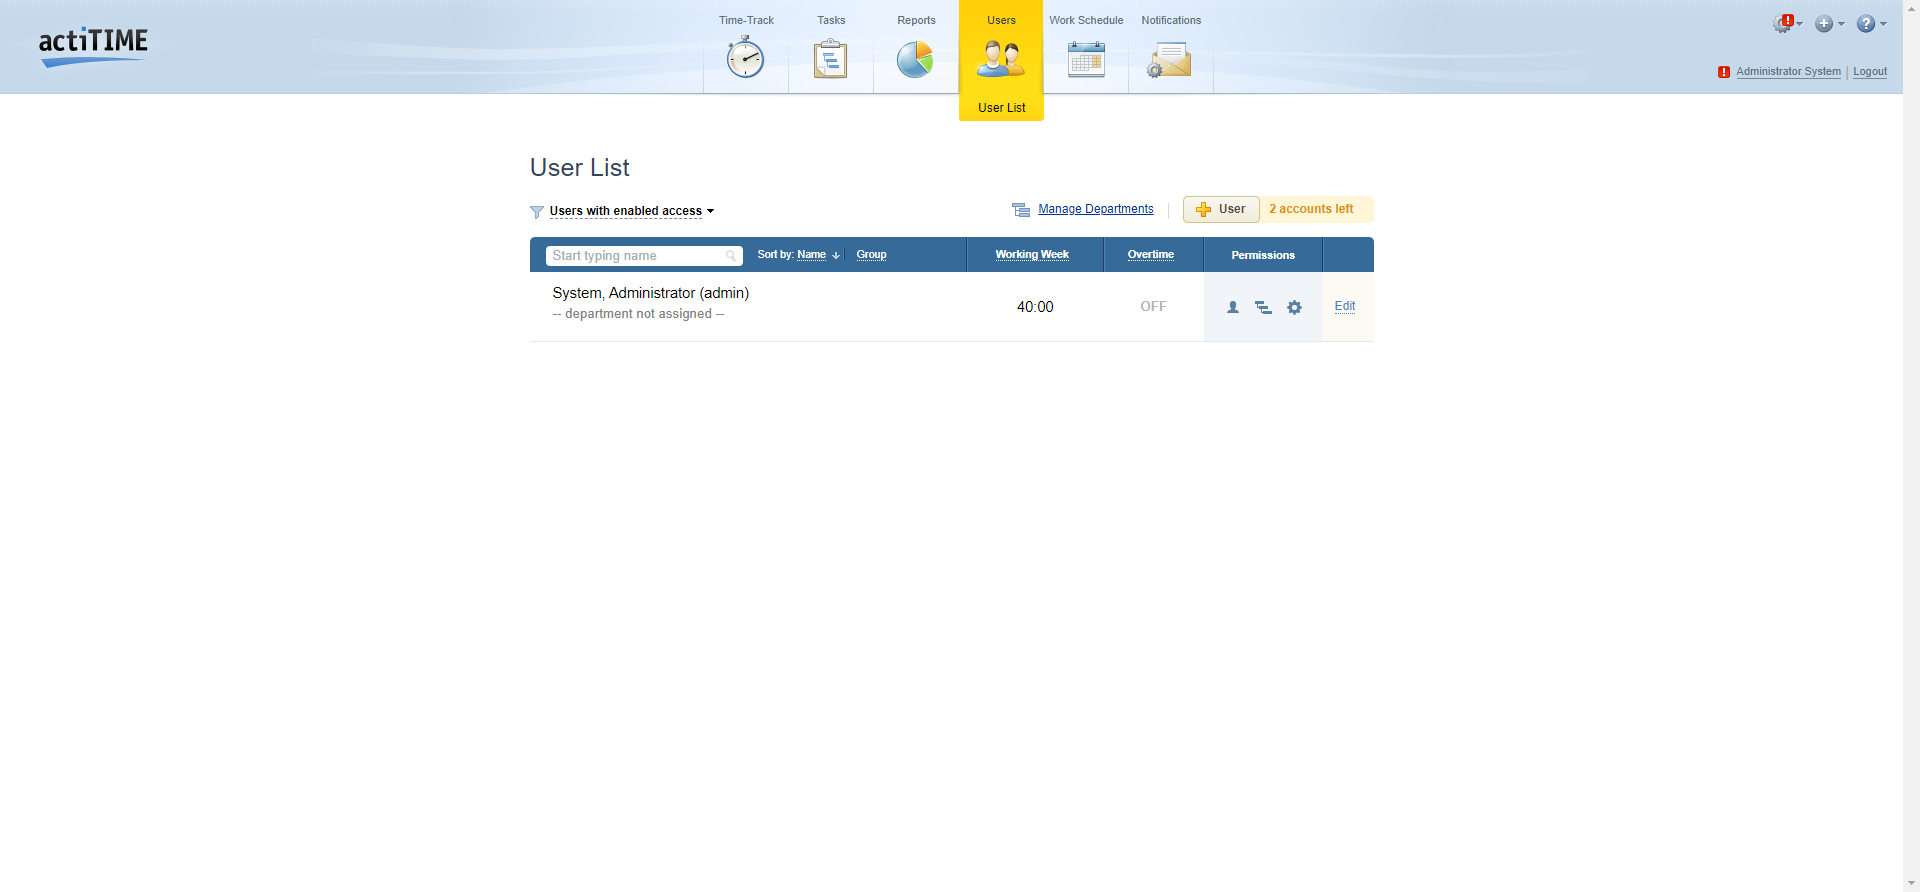 actiTIME
Time-Track
Tasks
Reports
Users
Work Schedule
Notifications
!
?
User List
! Administrator System | Logout
User List
Users with enabled access
Manage Departments
User
2 accounts left
Start typing name
Sort by: Name
Group
Working Week
Overtime
Permissions
System, Administrator (admin)
-- department not assigned --
40:00
OFF
Edit